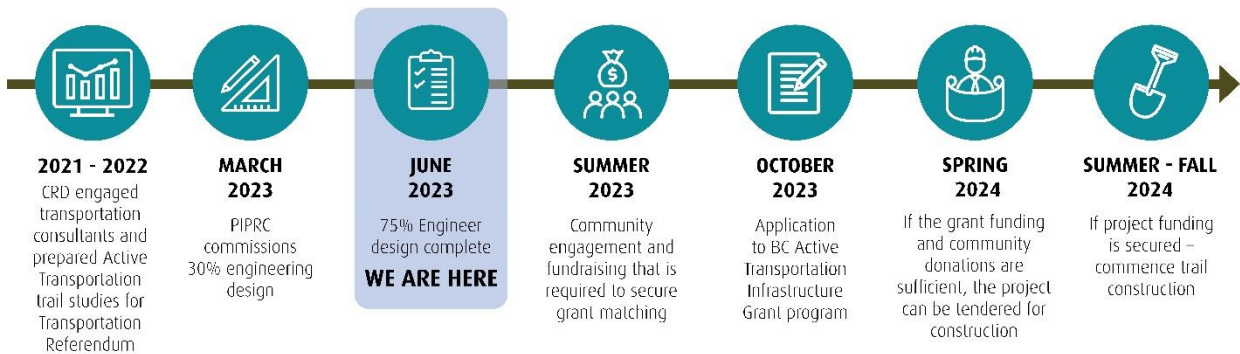 2021 - 2022
CRD engaged
transportation
consultants and
prepared Active
Transportation
trail studies for
Transportation
Referendum
MARCH
2023
PIPRC
commissions
30% engineering
design
JUNE
2023
75% Engineer
design complete
WE ARE HERE
SUMMER
2023
Community
engagement and
fundraising that is
required to secure
grant matching
OCTOBER
2023
Application
to BC Active
Transportation
Infrastructure
Grant program
SPRING
2024
If the grant funding
and community
donations are
sufficient, the project
can be tendered for
construction
SUMMER - FALL
2024
If project funding
is secured –
commence trail
construction